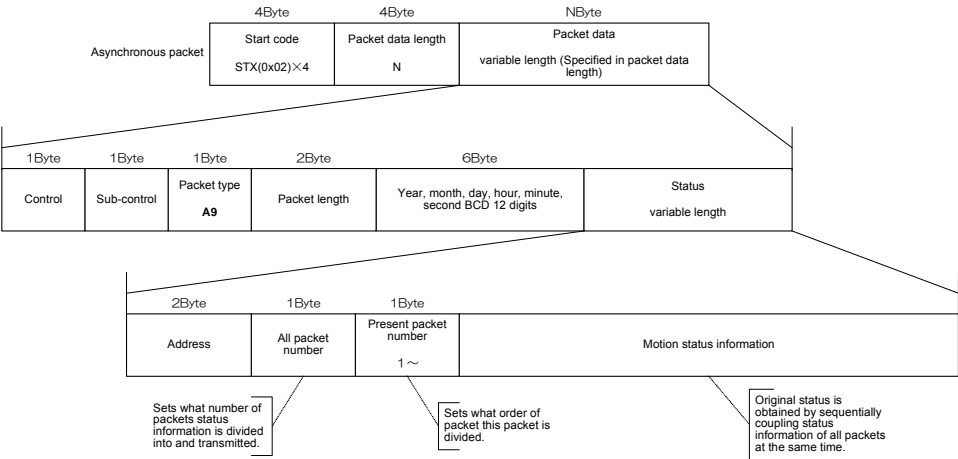 4Byte
4Byte
NByte
Asynchronous packet
Start code
STX(0x02)×4
Packet data length
N
Packet data
variable length (Specified in packet data
length)
1Byte
1Byte
1Byte
2Byte
6Byte
Control
Sub-control
Packet type
A9
Packet length
Year, month, day, hour, minute,
second BCD 12 digits
Status
variable length
2Byte
1Byte
1Byte
Address
All packet
number
Present packet
number
1～
Motion status information
Sets what number of
packets status
information is divided
into and transmitted.
Sets what order of
packet this packet is
divided.
Original status is
obtained by sequentially
coupling status
information of all packets
at the same time.